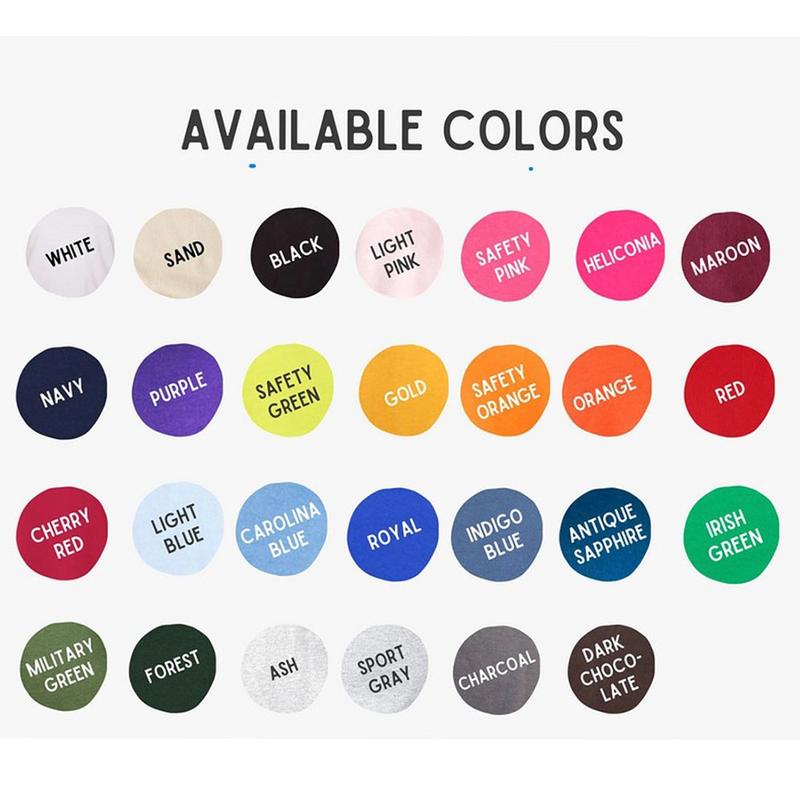 AVAILABLE COLORS
WHITE
SAND
BLACK
LIGHT
PINK
SAFETY
PINK
HELICONIA
MAROON
NAVY
PURPLE
SAFETY
GREEN
GOLD
SAFETY
ORANGE
ORANGE
RED
CHERRY
RED
LIGHT
BLUE
CAROLINA
BLUE
ROYAL
INDIGO
BLUE
ANTIQUE
SAPPHIRE
IRISH
GREEN
MILITARY
GREEN
FOREST
ASH
SPORT
GRAY
CHARCOAL
DARK
CHOCO-
LATE